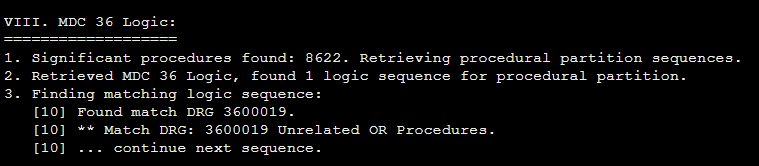 VIII. MDC 36 Logic:
===================
1. Significant procedures found: 8622. Retrieving procedural partition sequences.
2. Retrieved MDC 36 Logic, found 1 logic sequence for procedural partition.
3. Finding matching logic sequence:
[10] Found match DRG 3600019.
[10] ** Match DRG: 3600019 Unrelated OR Procedures.
[10] ... continue next sequence.